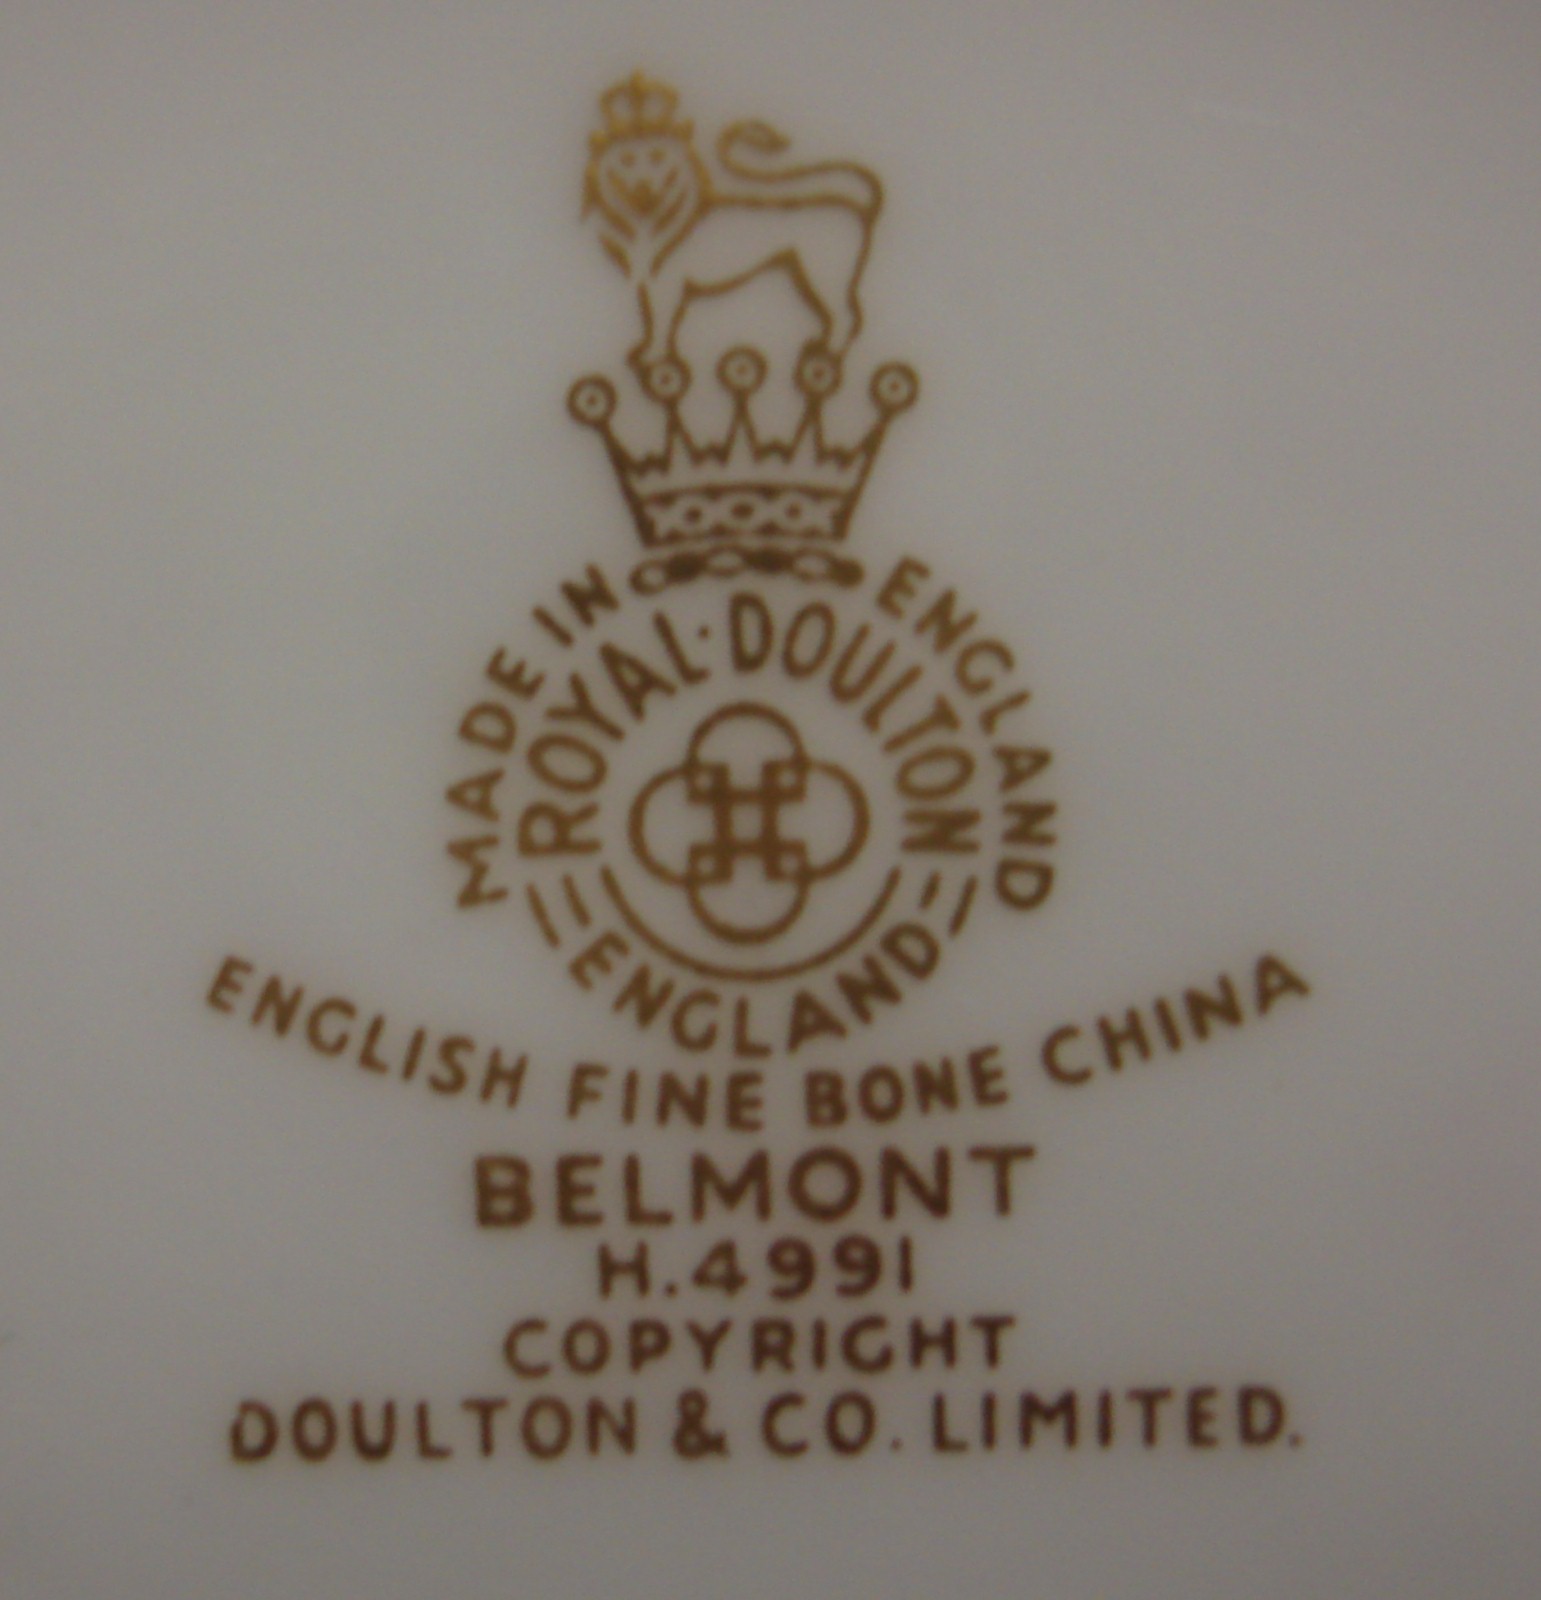 MADE IN ENGLAND
ROYAL·DOULTON
ENGLAND
ENGLISH FINE BONE CHINA
BELMONT
H.4991
COPYRIGHT
DOULTON & CO. LIMITED.